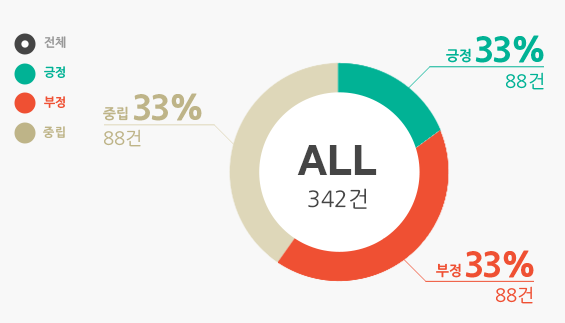 전체
긍정
부정
중립
긍정 33%
88건
중립 33%
88건
ALL
342건
부정 33%
88건